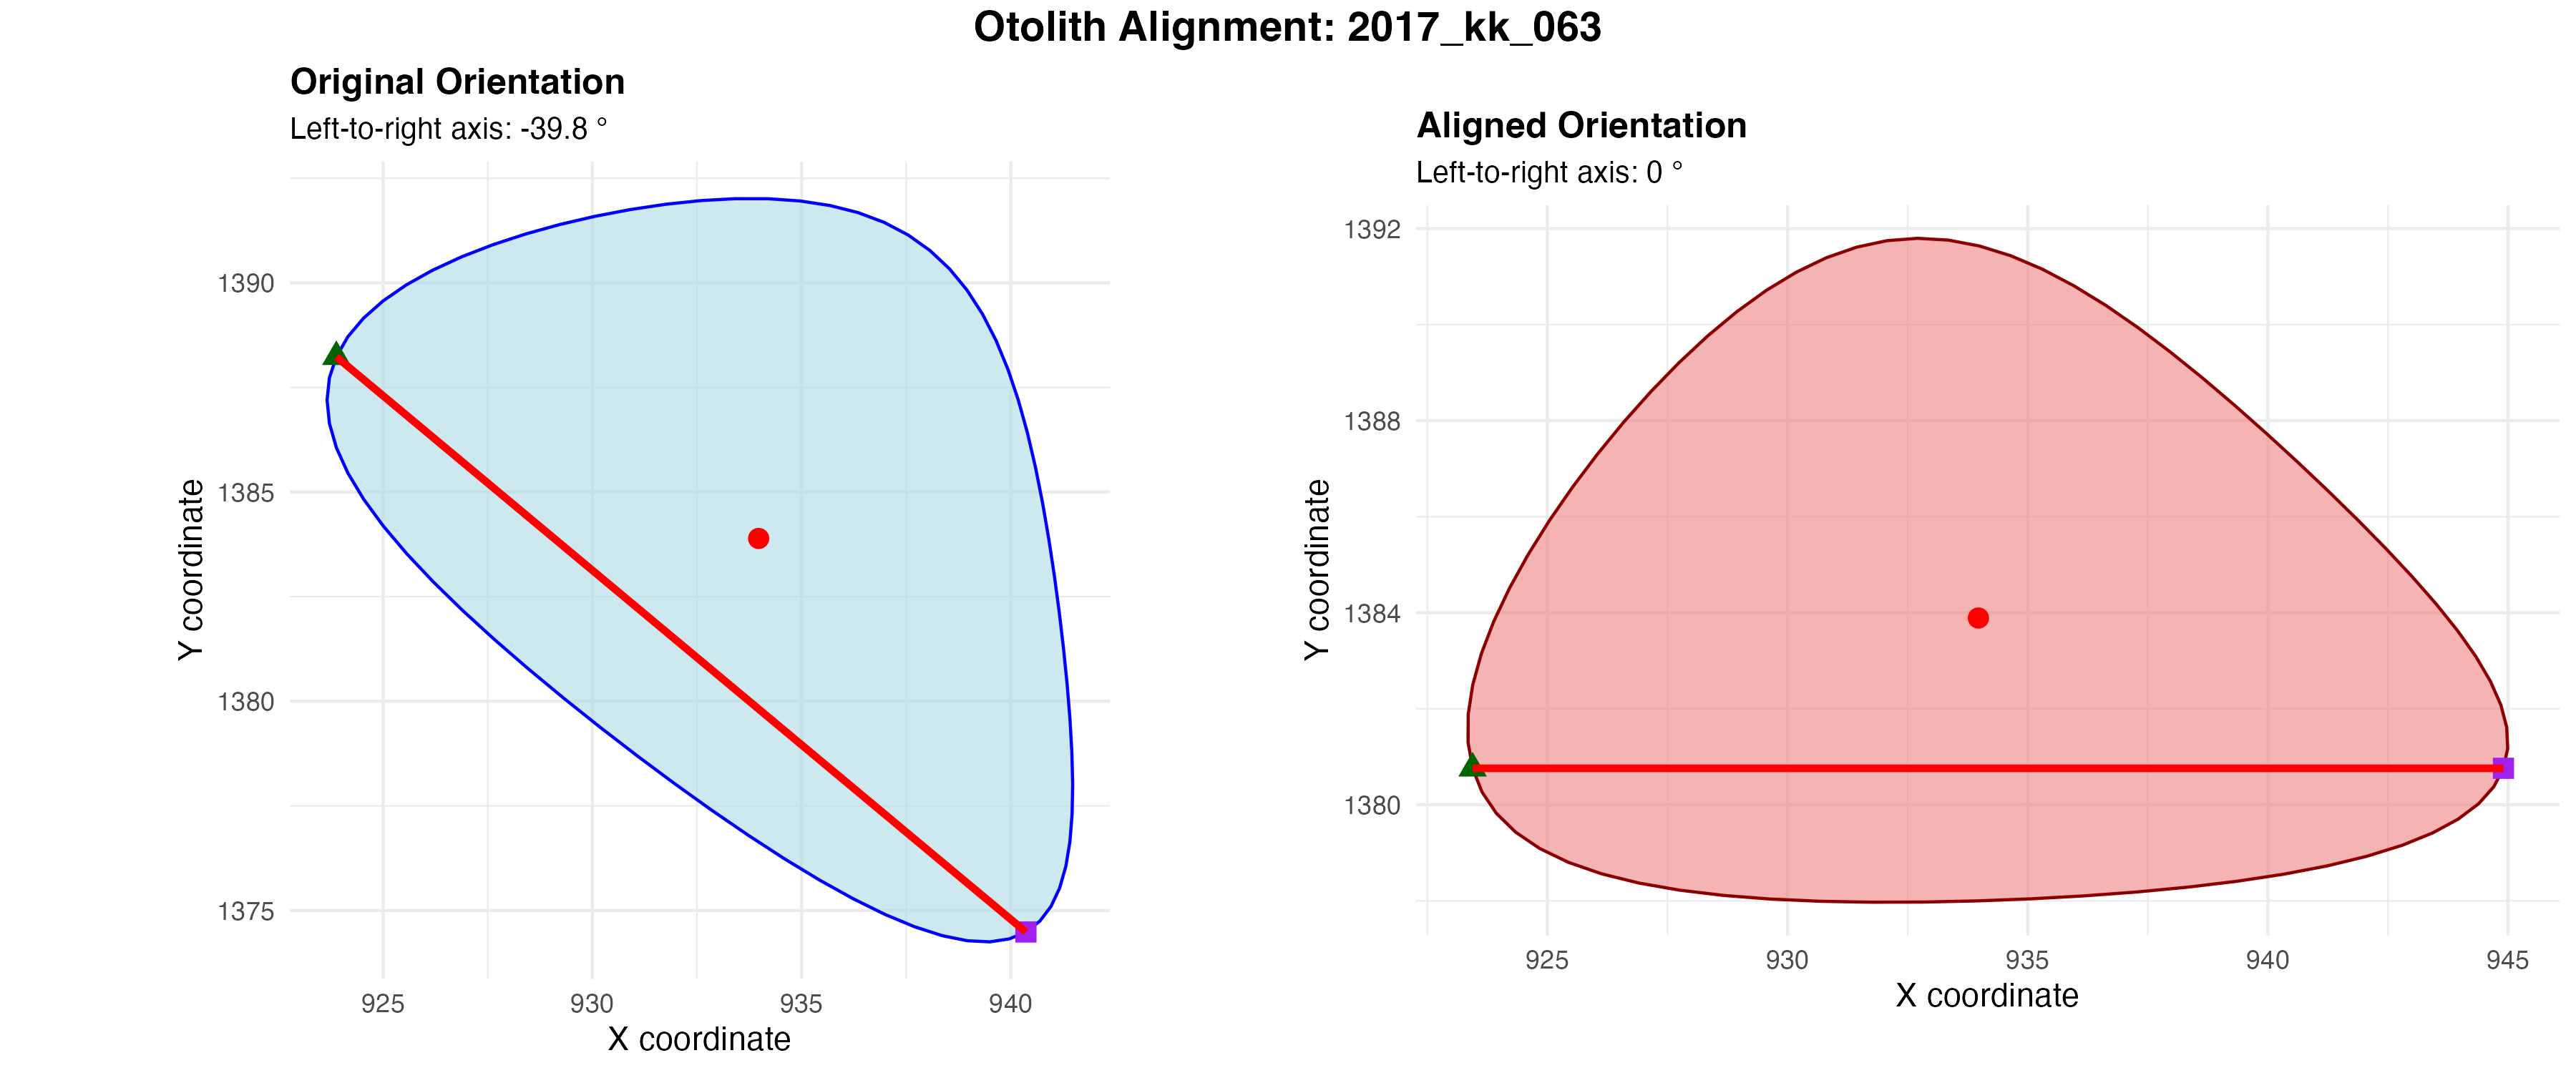 Otolith Alignment: 2017_kk_063
Original Orientation
Left-to-right axis: -39.8 °
1390
1385
1380
1375
Y coordinate
925 930 935 940
X coordinate
Aligned Orientation
Left-to-right axis: 0 °
1392
1388
1384
1380
Y coordinate
925 930 935 940 945
X coordinate